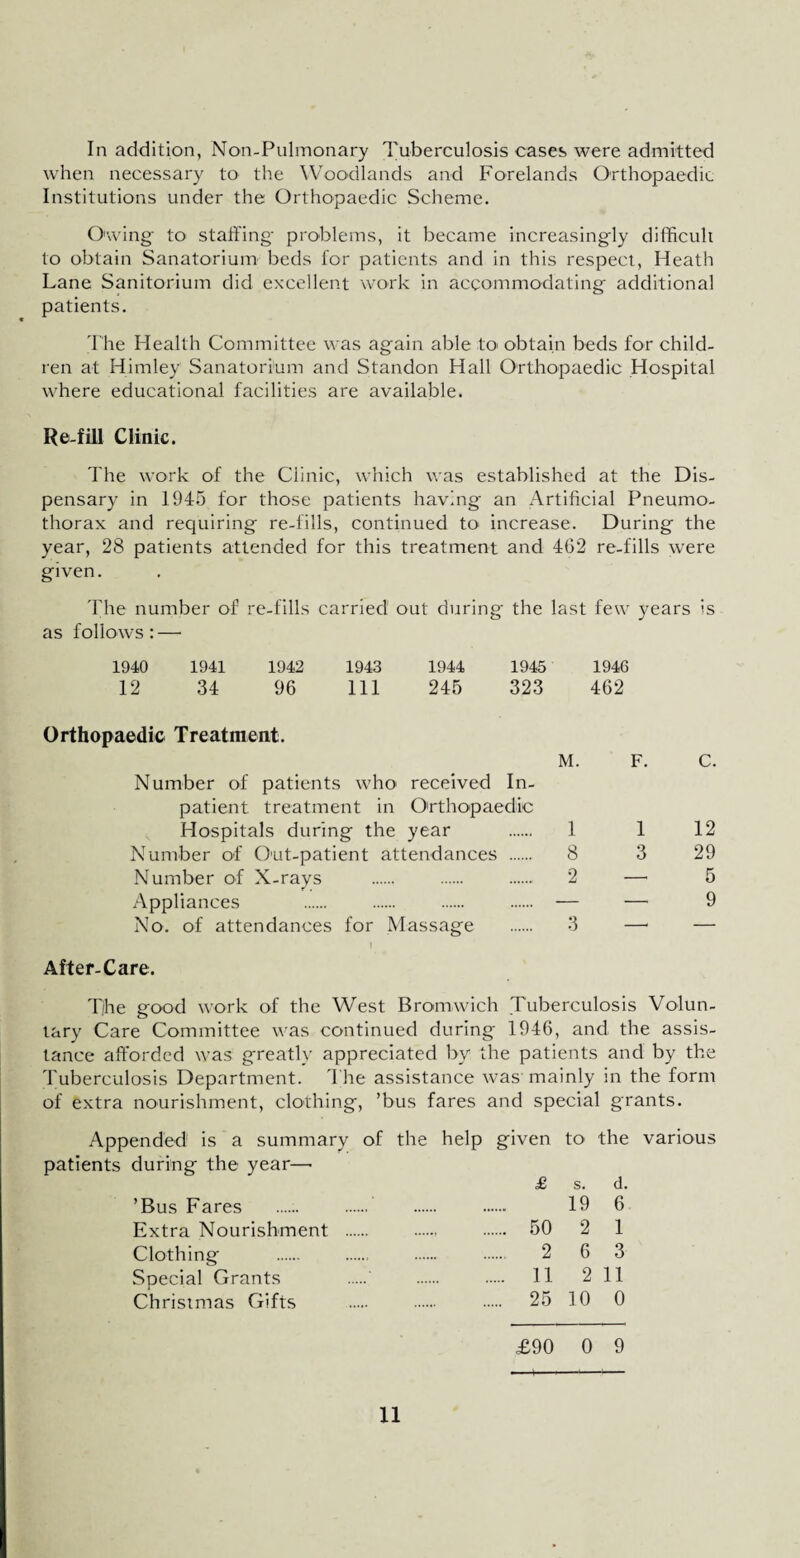 In addition, Non-Pulmonary Tuberculosis cases were admitted
when necessary to the Woodlands and Forelands Orthopaedic
Institutions under the Orthopaedic Scheme.
Owing to staffing problems, it became increasingly difficult
to obtain Sanatorium beds for patients and in this respect, Heath
Lane Sanitorium did excellent work in accommodating additional
patients.
The Health Committee was again able to obtain beds for child-
ren at Himley Sanatorium and Standon Hall Orthopaedic Hospital
where educational facilities are available.
Re-fill Clinic.
The work of the Clinic, which was established at the Dis-
pensary in 1945 for those patients having an Artificial Pneumo-
thorax and requiring re-fills, continued to increase. During the
year, 28 patients attended for this treatment and 462 re-fills were
given.
The number of re-fills carried out during the last few years is
as follows:—
1940 1941 1942 1943 1944 1945 1946
12 34 96 111 245 323 462
Orthopaedic Treatment.
M. F. C.
Number of patients who received In-
patient treatment in Orthopaedic
Hospitals during the year ...... 1 1 12
Number of Out-patient attendances ...... 8 3 29
Number of X-rays ...... ...... ...... 2 — 5
Appliances ...... ...... ...... ...... — — 9
No. of attendances for Massage ...... 3 — —
After-Care.
The good work of the West Bromwich Tuberculosis Volun-
tary Care Committee was continued during 1946, and the assis-
tance afforded was greatly appreciated by the patients and by the
Tuberculosis Department. The assistance was mainly in the form
of extra nourishment, clothing, 'bus fares and special grants.
Appended is a summary of the help given to the various
patients during the year—
£ s. d.
'Bus Fares ...... ...... ...... ...... 19 6
Extra Nourishment ...... ...... ...... 50 2 1
Clothing ...... ...... ...... ...... 2 6 3
Special Grants ...... ...... ...... 11 2 11
Christmas Gifts ...... ...... ...... 25 10 0
£90 0 9
11